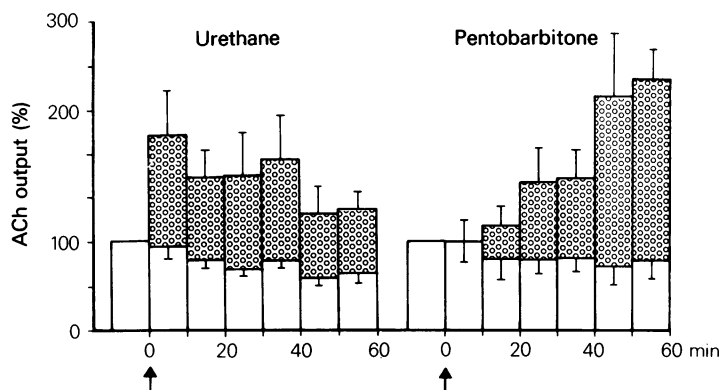 300
Urethane
Pentobarbitone
200
ACh output (%)
100
0
0 20 40 60 0 20 40 60 min